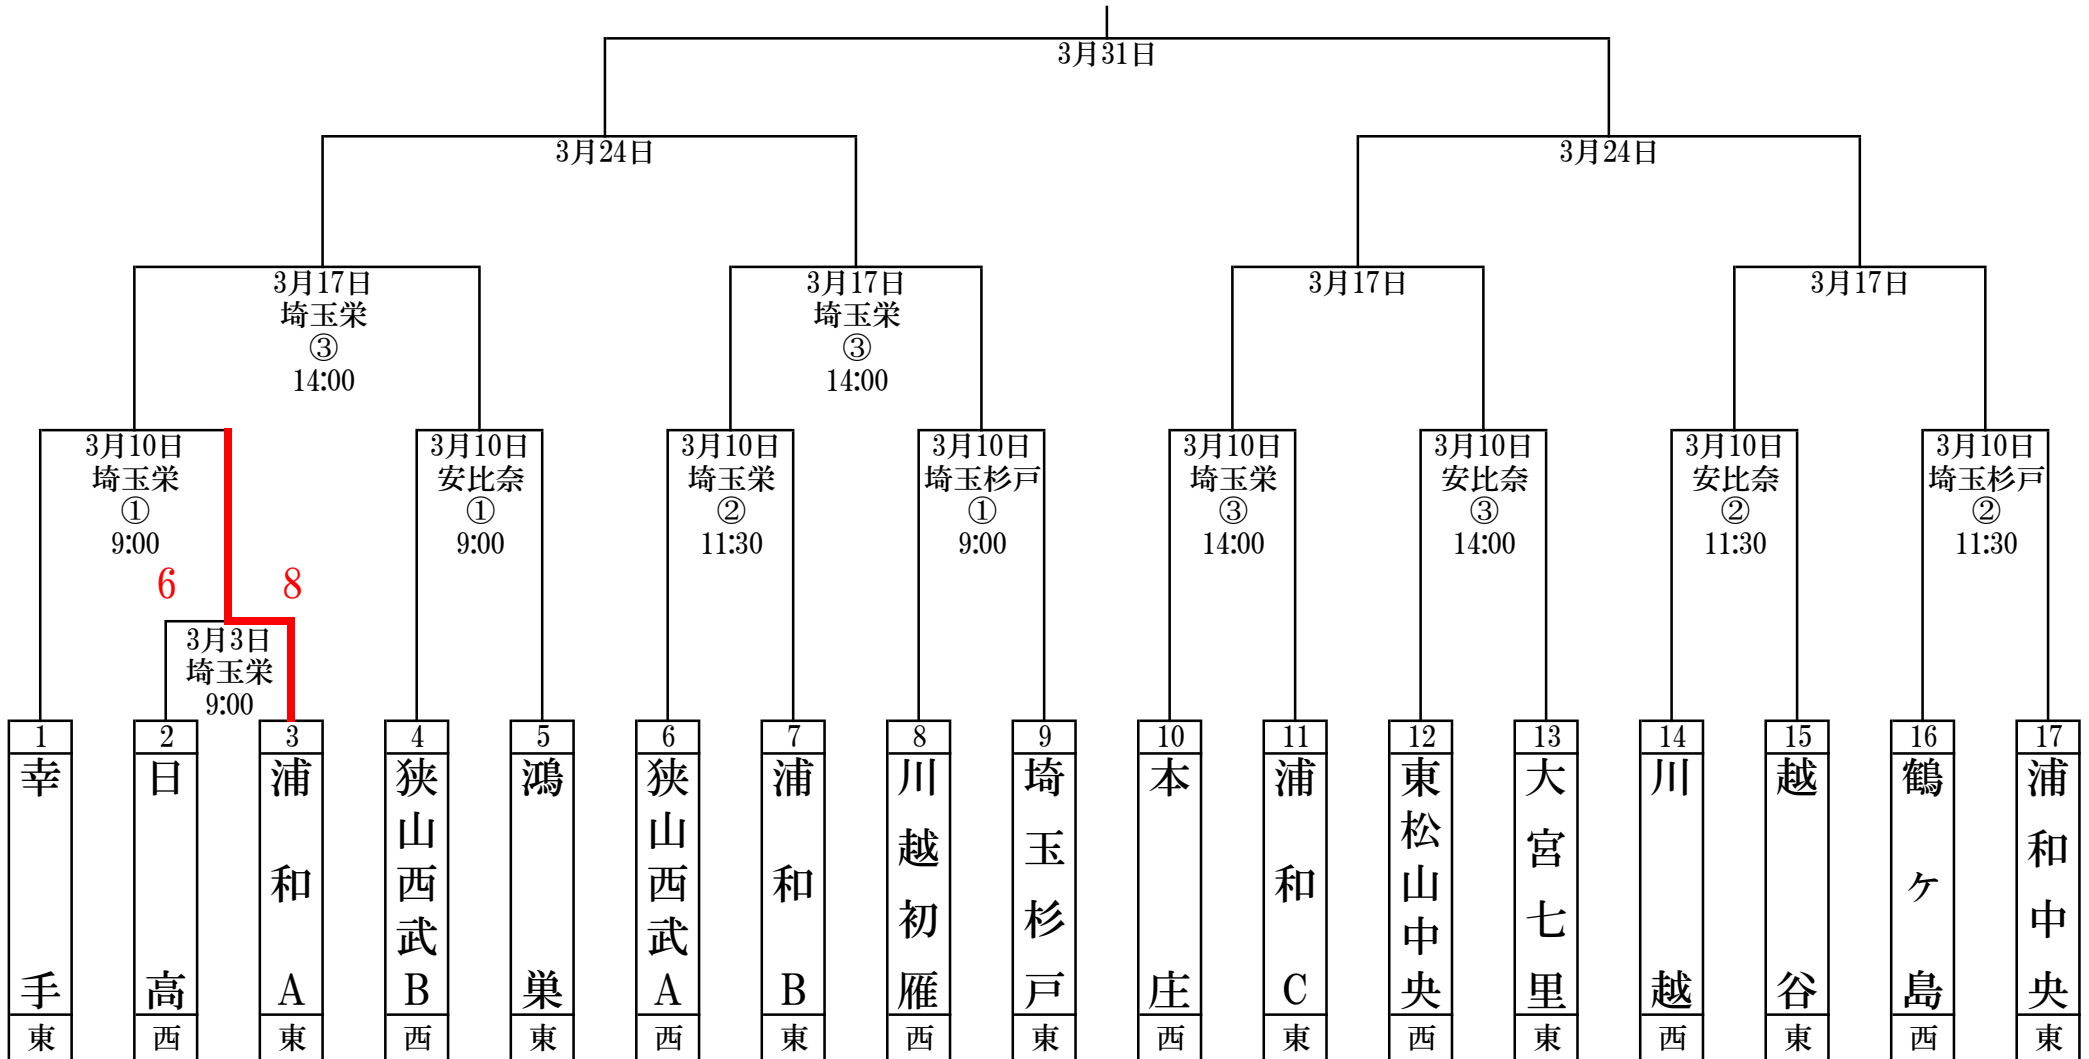 3月31日
3月24日
3月24日
3月17日
埼玉栄
③
14:00
3月17日
埼玉栄
③
14:00
3月17日
3月17日
3月10日
埼玉栄
①
9:00
3月10日
安比奈
①
9:00
3月10日
埼玉栄
②
11:30
3月10日
埼玉杉戸
①
9:00
3月10日
埼玉栄
③
14:00
3月10日
安比奈
③
14:00
3月10日
安比奈
②
11:30
3月10日
埼玉杉戸
②
11:30
6
8
3月3日
埼玉栄
9:00
1
幸手
東
2
日高
西
3
浦和A
東
4
狭山西武B
西
5
鴻巣
東
6
狭山西武A
西
7
浦和B
東
8
川越初雁
西
9
埼玉杉戸
東
10
本庄
西
11
浦和C
東
12
東松山中央
西
13
大宮七里
東
14
川越
西
15
越谷
東
16
鶴ヶ島
西
17
浦和中央
東